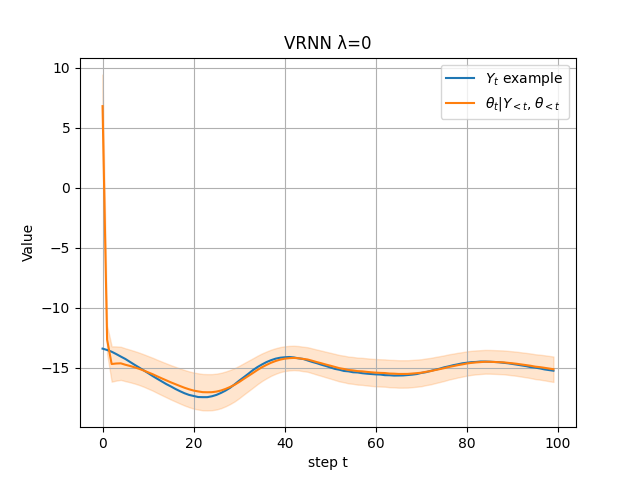 VRNN λ=0
Y_t example
θ_t|Y_{<t}, θ_{<t}
Value
10
5
0
−5
−10
−15
0
20
40
60
80
100
step t